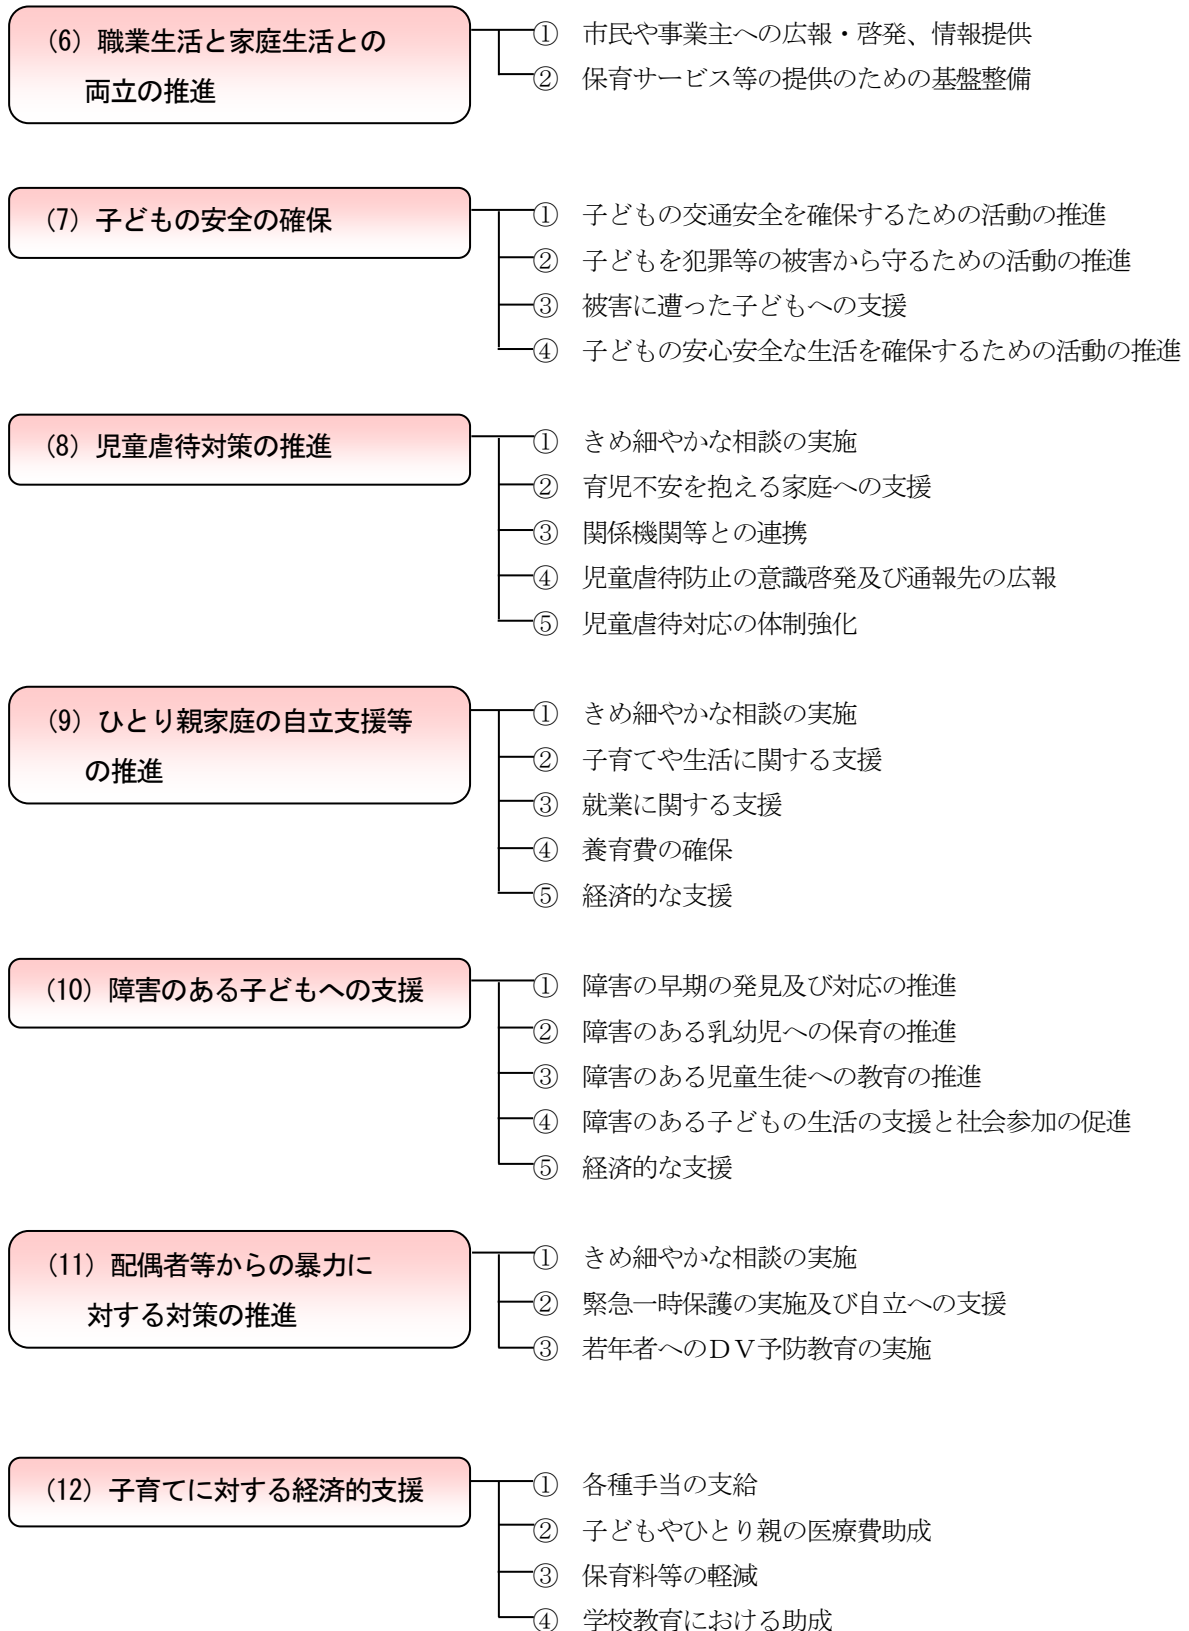 (6) 職業生活と家庭生活との
両立の推進
① 市民や事業主への広報・啓発、情報提供
② 保育サービス等の提供のための基盤整備
(7) 子どもの安全の確保
① 子どもの交通安全を確保するための活動の推進
② 子どもを犯罪等の被害から守るための活動の推進
③ 被害に遭った子どもへの支援
④ 子どもの安心安全な生活を確保するための活動の推進
(8) 児童虐待対策の推進
① きめ細やかな相談の実施
② 育児不安を抱える家庭への支援
③ 関係機関等との連携
④ 児童虐待防止の意識啓発及び通報先の広報
⑤ 児童虐待対応の体制強化
(9) ひとり親家庭の自立支援等
の推進
① きめ細やかな相談の実施
② 子育てや生活に関する支援
③ 就業に関する支援
④ 養育費の確保
⑤ 経済的な支援
(10) 障害のある子どもへの支援
① 障害の早期の発見及び対応の推進
② 障害のある乳幼児への保育の推進
③ 障害のある児童生徒への教育の推進
④ 障害のある子どもの生活の支援と社会参加の促進
⑤ 経済的な支援
(11) 配偶者等からの暴力に
対する対策の推進
① きめ細やかな相談の実施
② 緊急一時保護の実施及び自立への支援
③ 若年者へのＤＶ予防教育の実施
(12) 子育てに対する経済的支援
① 各種手当の支給
② 子どもやひとり親の医療費助成
③ 保育料等の軽減
④ 学校教育における助成